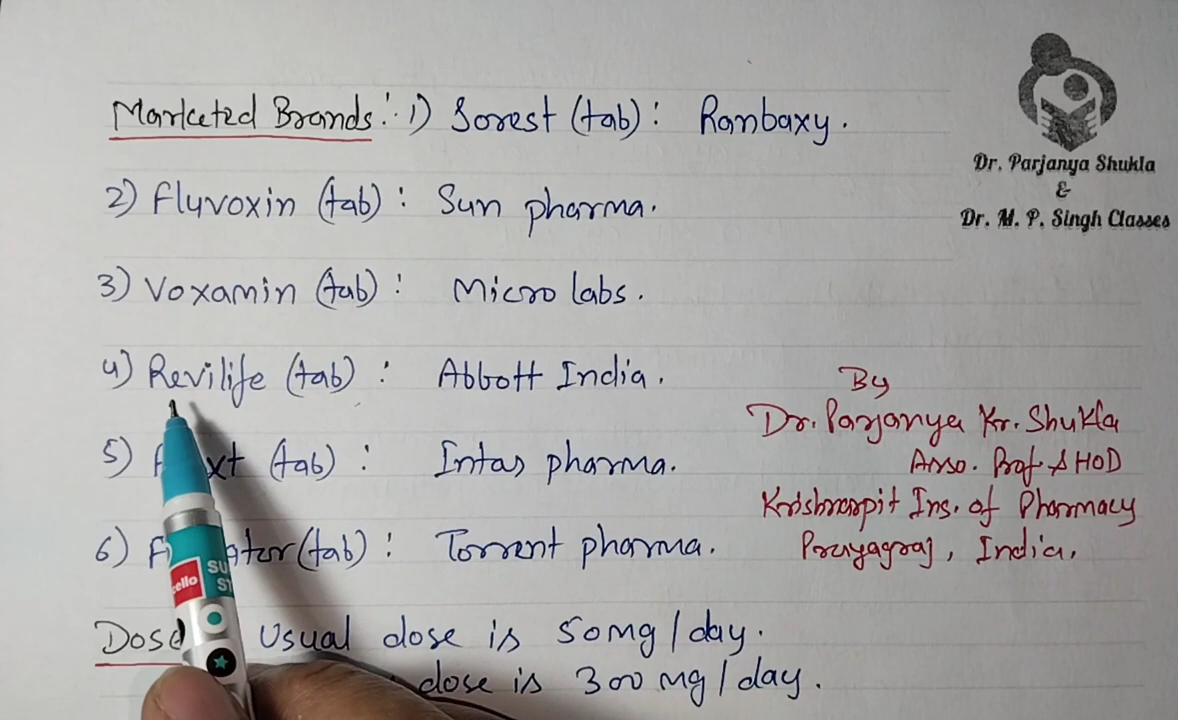 Marketed Brands: 1) Sorest (tab): Ranbaxy.
2) Fluvoxin (tab): Sun pharma.
3) Voxamin (tab): Micro labs.
4) Revilife (tab): Abbott India.
5) (tab): Intas pharma.
6) (tab): Torrent pharma.
Usual dose is 50mg/day.
dose is 300 mg/day.
Dr. Parjanya Shukla
&
Dr. M. P. Singh Classes
By
Dr. Parjanya Kr. Shukla
Asso. Prof & HOD
Krishnarpit Ins. of Pharmacy
Prayagraj, India,
cello